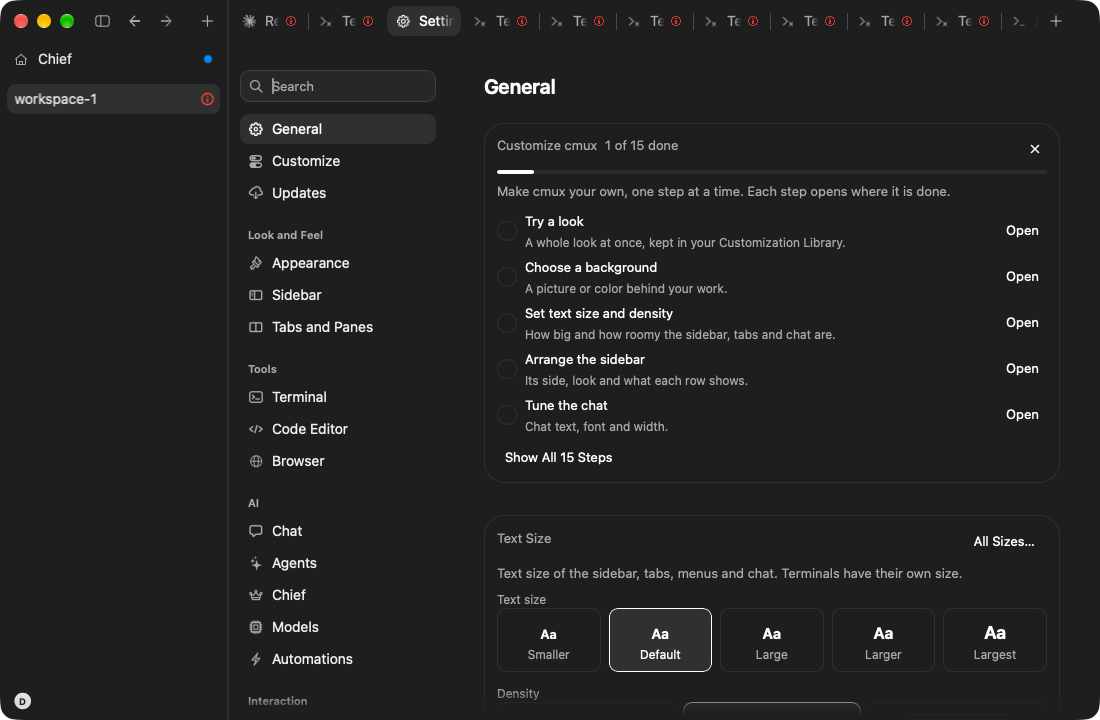 Te
Settin
Te
Te
Te
Te
Te
Te
Te
Chief
workspace-1
Search
General
Customize
Updates
Look and Feel
Appearance
Sidebar
Tabs and Panes
Tools
Terminal
Code Editor
Browser
AI
Chat
Agents
Chief
Models
Automations
Interaction
D
General
Customize cmux 1 of 15 done
Make cmux your own, one step at a time. Each step opens where it is done.
Try a look
A whole look at once, kept in your Customization Library.
Open
Choose a background
A picture or color behind your work.
Open
Set text size and density
How big and how roomy the sidebar, tabs and chat are.
Open
Arrange the sidebar
Its side, look and what each row shows.
Open
Tune the chat
Chat text, font and width.
Open
Show All 15 Steps
Text Size
All Sizes...
Text size of the sidebar, tabs, menus and chat. Terminals have their own size.
Text size
Aa
Smaller
Aa
Default
Aa
Large
Aa
Larger
Aa
Largest
Density